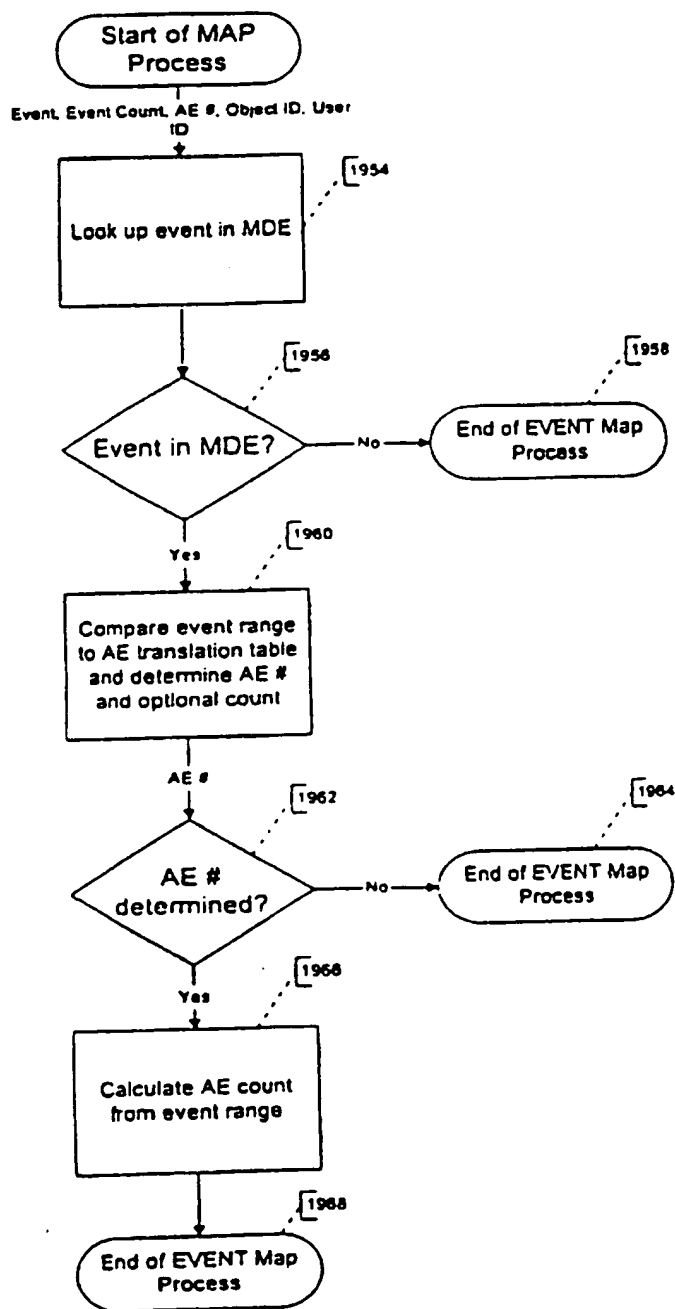 Start of MAP
Process
Event, Event Count, AE #, Object ID, User
ID
1954
Look up event in MDE
1956
Event in MDE?
No
1958
End of EVENT Map
Process
Yes
1960
Compare event range
to AE translation table
and determine AE #
and optional count
AE #
1962
AE #
determined?
No
1964
End of EVENT Map
Process
Yes
1966
Calculate AE count
from event range
1968
End of EVENT Map
Process